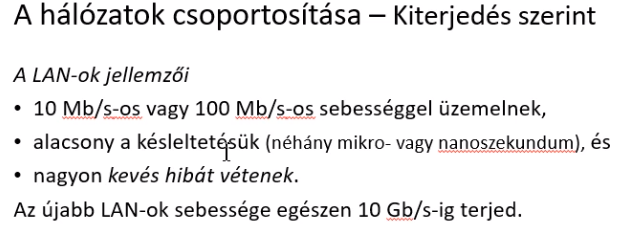 A hálózatok csoportosítása – Kiterjedés szerint
A LAN-ok jellemzői
• 10 Mb/s-os vagy 100 Mb/s-os sebességgel üzemelnek,
• alacsony a késleltetésük (néhány mikro- vagy nanoszekundum), és
• nagyon kevés hibát vétenek.
Az újabb LAN-ok sebessége egészen 10 Gb/s-ig terjed.